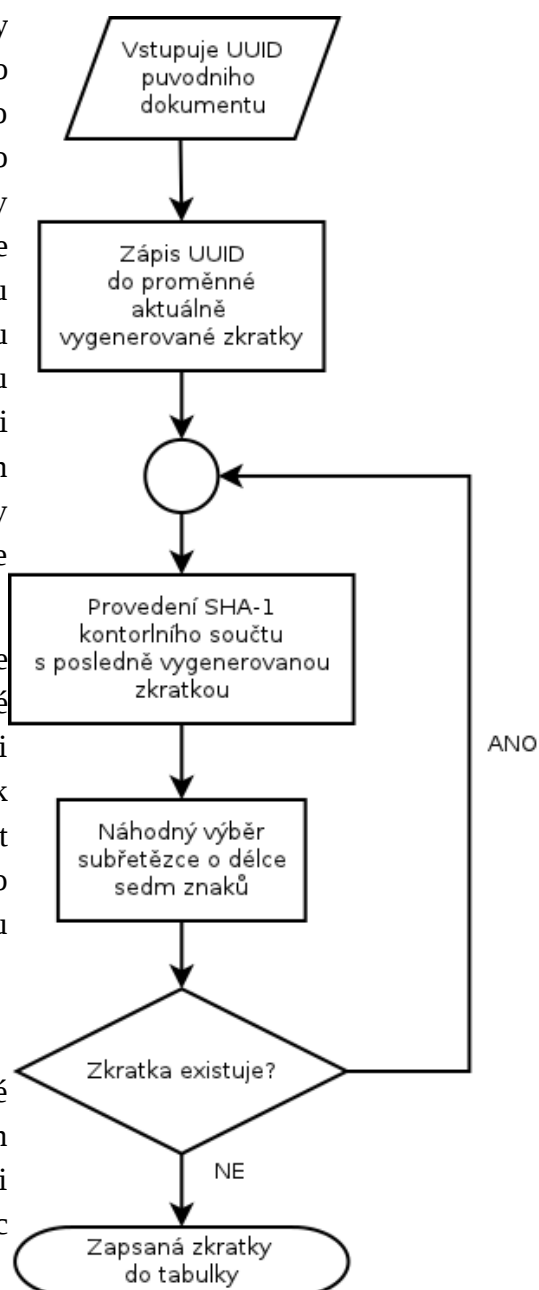 Vstupuje UUID
puvodniho
dokumentu
Zápis UUID
do proměnné
aktuálně
vygenerované zkratky
Provedení SHA-1
kontorlního součtu
s posledně vygenerovanou
zkratkou
ANO
Náhodný výběr
subřetězce o délce
sedm znaků
Zkratka existuje?
NE
Zapsaná zkratky
do tabulky